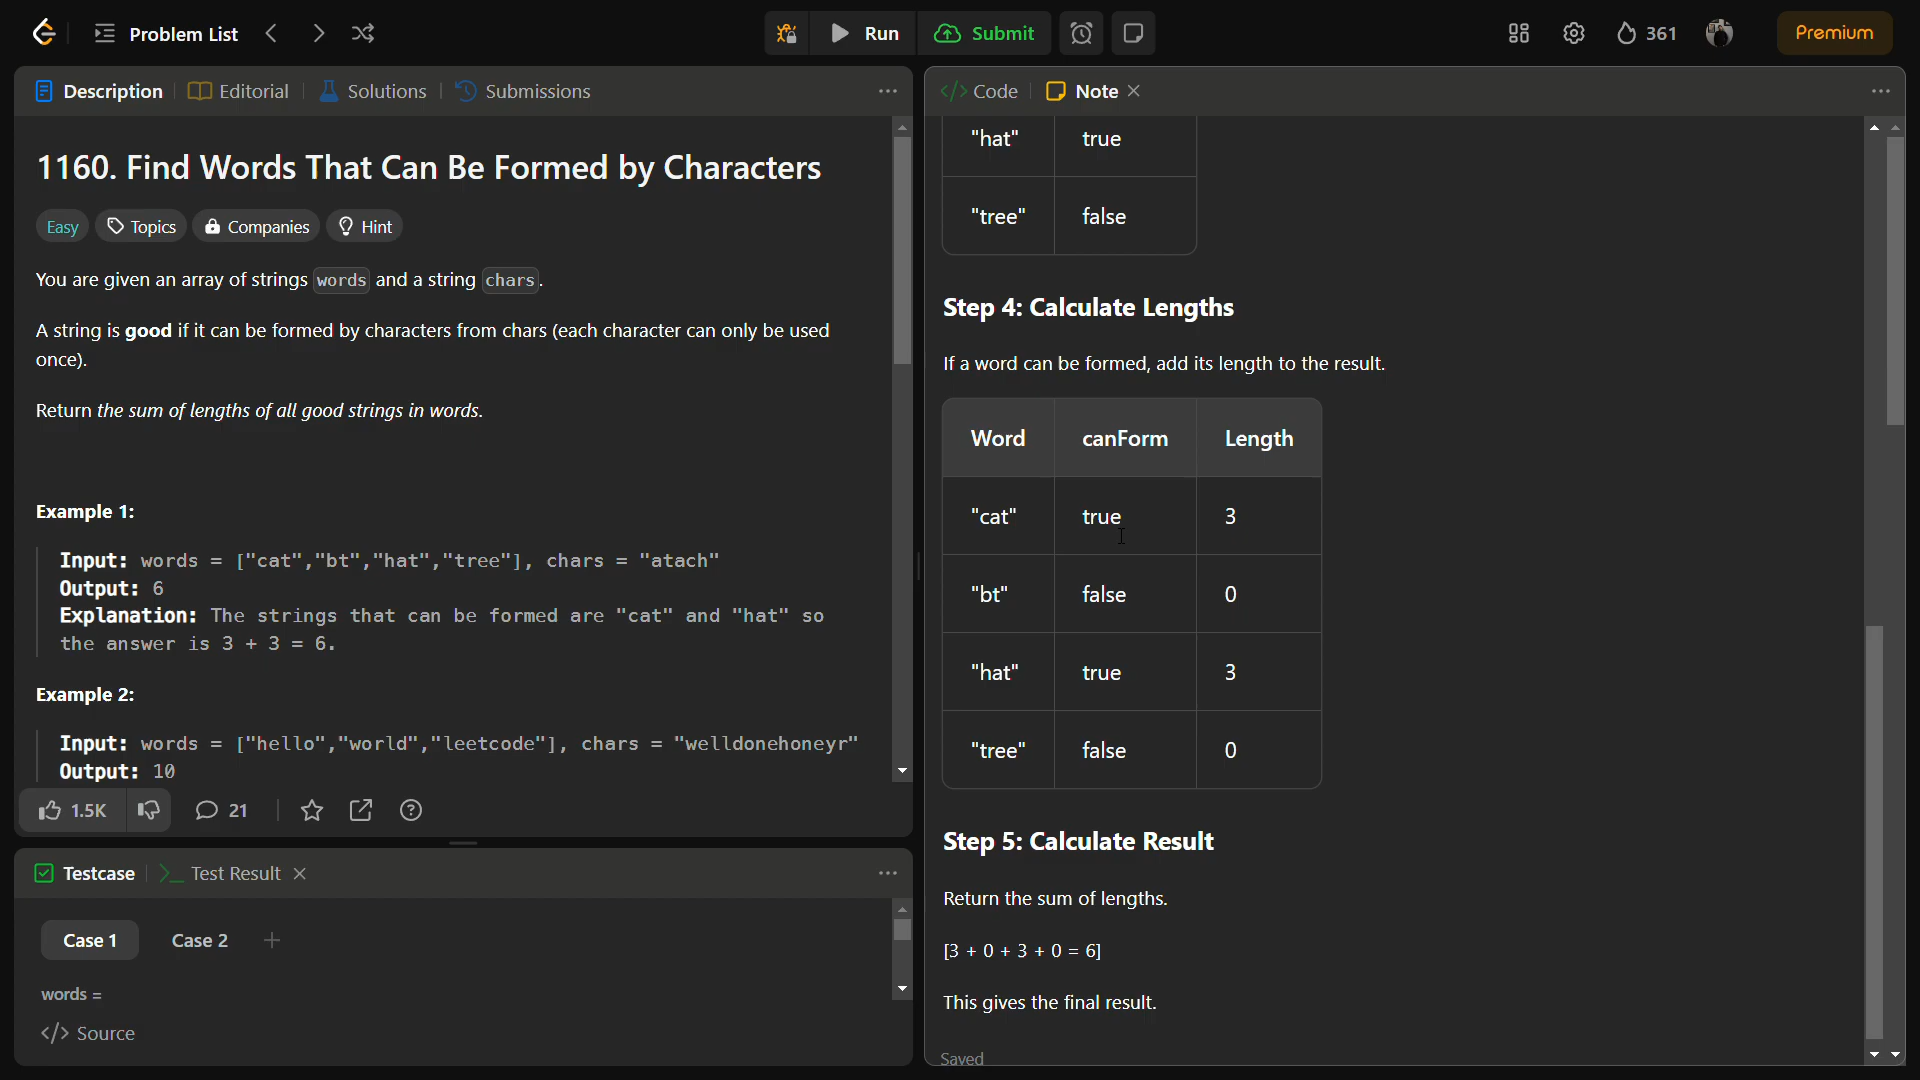 Problem List
Run
Submit
361
Premium
Description
Editorial
Solutions
Submissions
1160. Find Words That Can Be Formed by Characters
Easy
Topics
Companies
Hint
You are given an array of strings words and a string chars.
A string is good if it can be formed by characters from chars (each character can only be used
once).
Return the sum of lengths of all good strings in words.
Example 1:
Input: words = ["cat","bt","hat","tree"], chars = "atach"
Output: 6
Explanation: The strings that can be formed are "cat" and "hat" so
the answer is 3 + 3 = 6.
Example 2:
Input: words = ["hello","world","leetcode"], chars = "welldonehoneyr"
Output: 10
1.5K
21
Testcase
>_ Test Result
Case 1
Case 2
words =
</> Source
</> Code
Note
"hat" true
"tree" false
Step 4: Calculate Lengths
If a word can be formed, add its length to the result.
Word canForm Length
"cat" true 3
"bt" false 0
"hat" true 3
"tree" false 0
Step 5: Calculate Result
Return the sum of lengths.
[3 + 0 + 3 + 0 = 6]
This gives the final result.
Saved